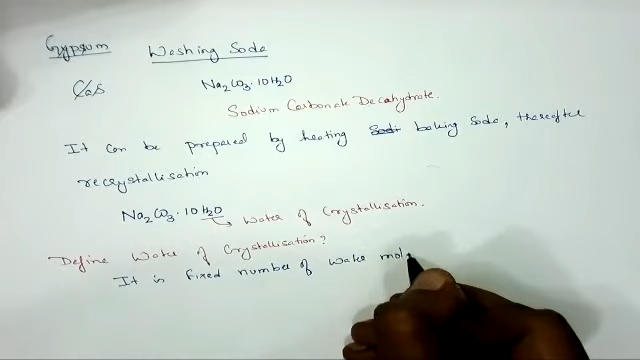 Gypsum Washing Soda
CaS Na2CO3·10H2O
Sodium Carbonate Decahydrate.
It can be prepared by heating baking Soda, thereafter
recrystallisation
Na2CO3·10H2O → Water of Crystallisation.
Define Water of Crystallisation?
It is fixed number of water mol